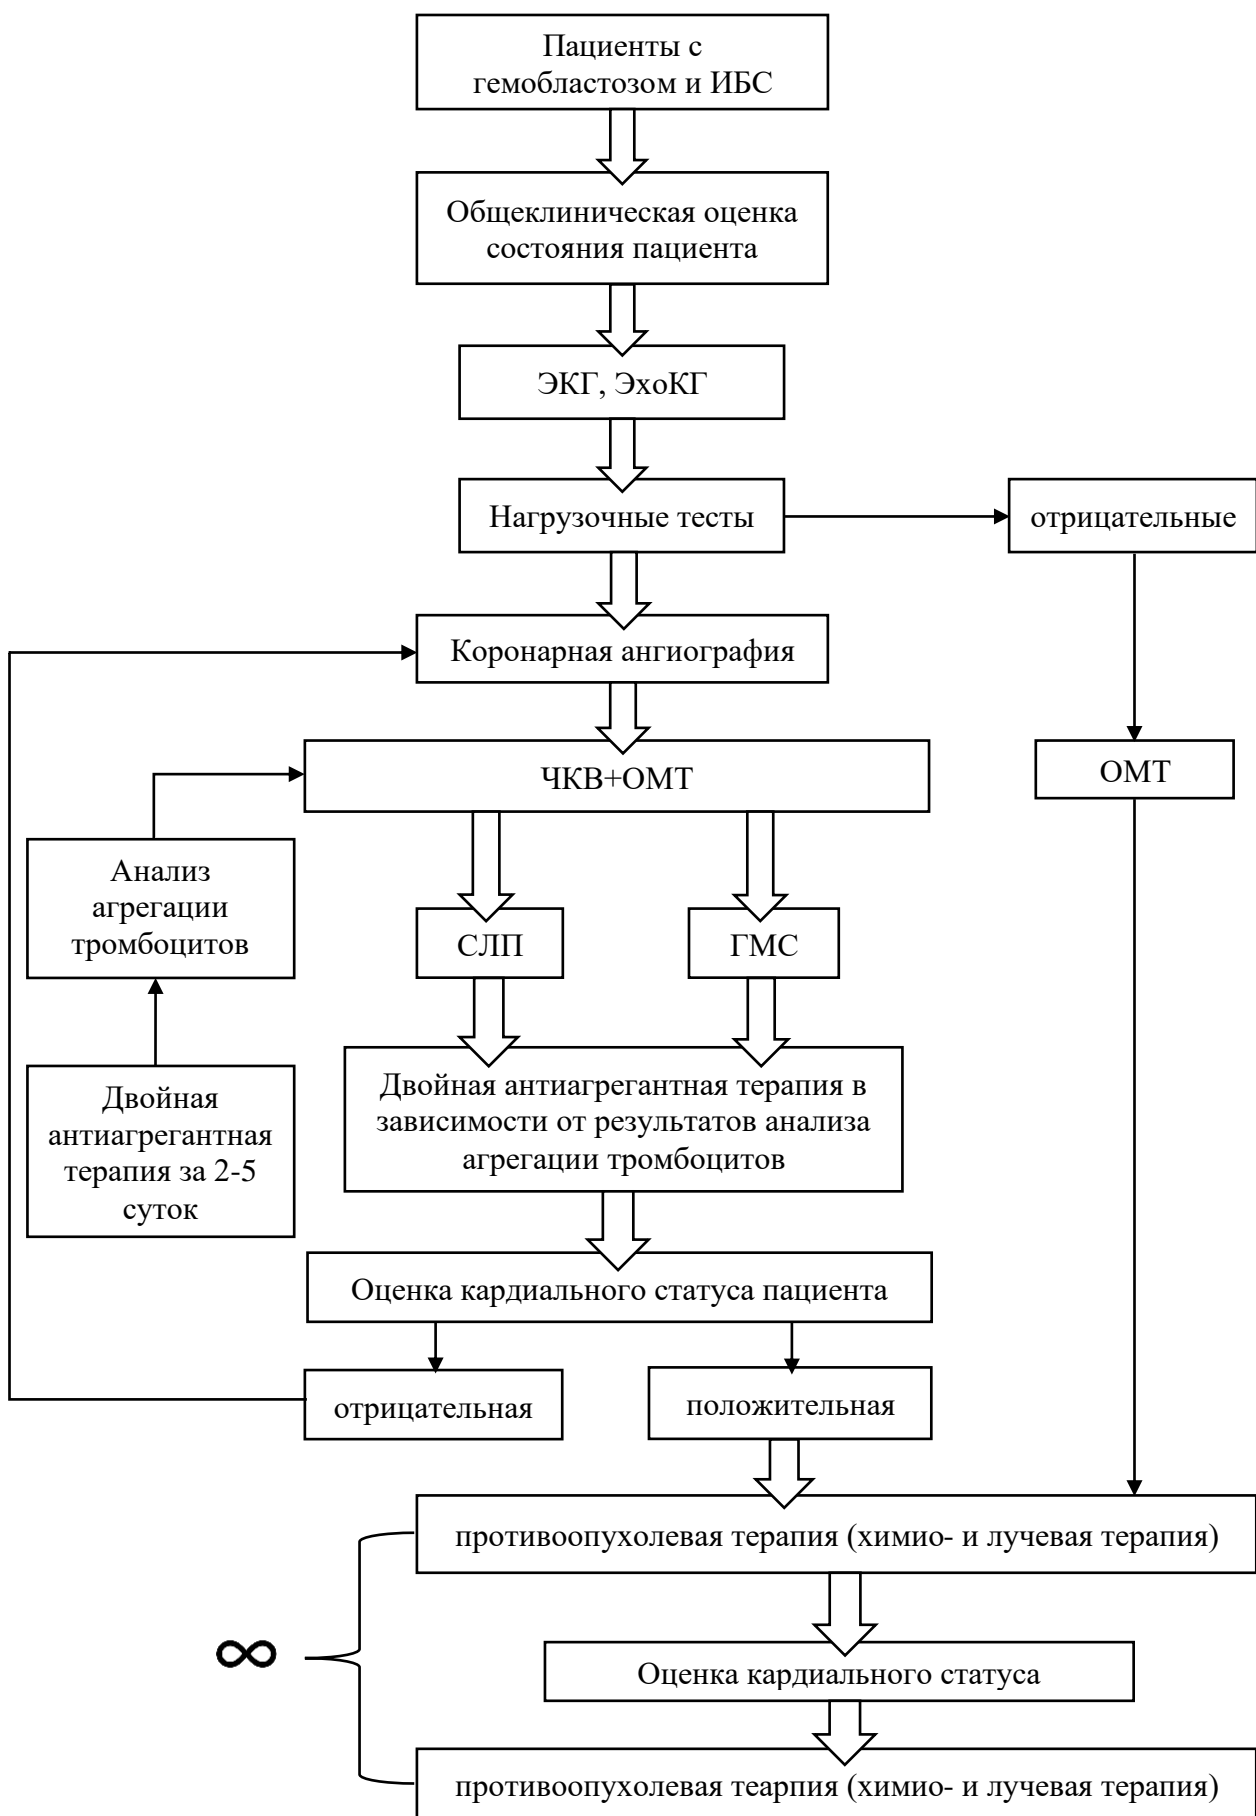 Пациенты с
гемобластозом и ИБС
Общеклиническая оценка
состояния пациента
ЭКГ, ЭхоКГ
Нагрузочные тесты
отрицательные
Коронарная ангиография
ЧКВ+ОМТ
ОМТ
Анализ
агрегации
тромбоцитов
СЛП
ГМС
Двойная
антиагрегантная
терапия за 2-5
суток
Двойная антиагрегантная терапия в
зависимости от результатов анализа
агрегации тромбоцитов
Оценка кардиального статуса пациента
отрицательная
положительная
противоопухолевая терапия (химио- и лучевая терапия)
∞
Оценка кардиального статуса
противоопухолевая теарпия (химио- и лучевая терапия)